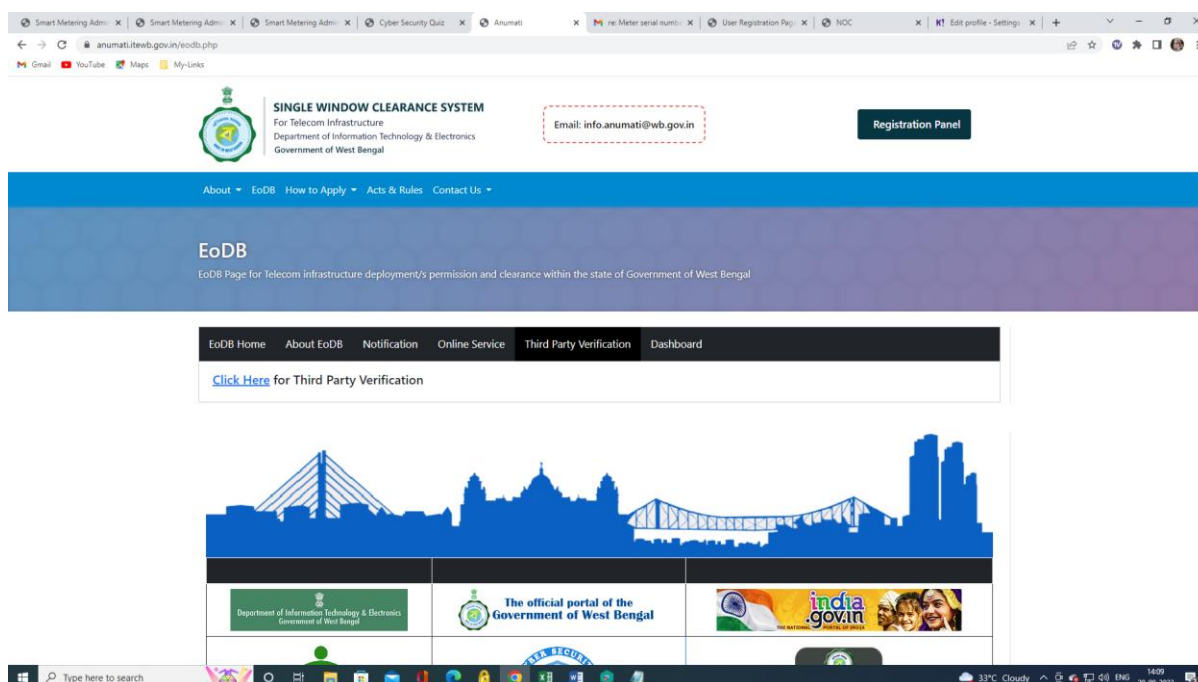 Smart Metering Admi
Smart Metering Admi
Smart Metering Admi
Cyber Security Quiz
Anumati
re: Meter serial numb
User Registration Pag
NOC
Edit profile - Settings
anumati.itewb.gov.in/eodb.php
Gmail YouTube Maps My-Links
SINGLE WINDOW CLEARANCE SYSTEM
For Telecom Infrastructure
Department of Information Technology & Electronics
Government of West Bengal
Email: info.anumati@wb.gov.in
Registration Panel
About EoDB How to Apply Acts & Rules Contact Us
EoDB
EoDB Page for Telecom infrastructure deployment/s permission and clearance within the state of Government of West Bengal
EoDB Home About EoDB Notification Online Service Third Party Verification Dashboard
Click Here for Third Party Verification
Department of Information Technology & Electronics
Government of West Bengal
The official portal of the
Government of West Bengal
india
.gov.in
THE NATIONAL PORTAL OF INDIA
CYBER SECURITY
Type here to search
33°C Cloudy
ENG
14:09